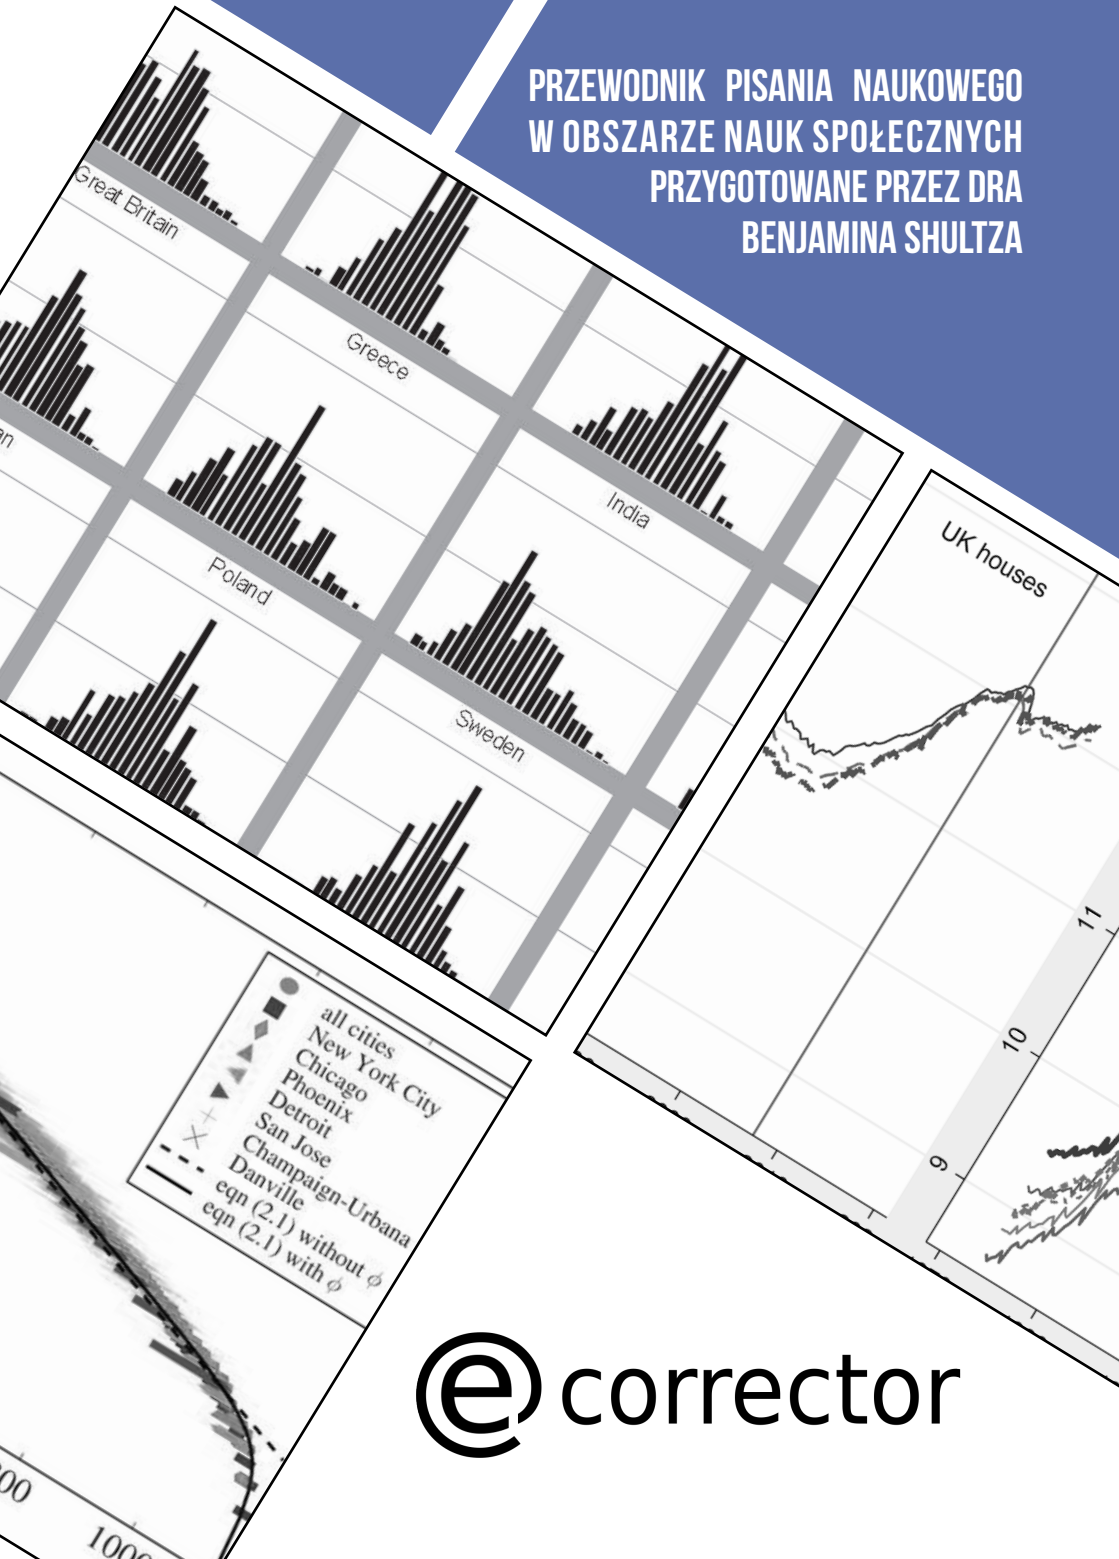 PRZEWODNIK PISANIA NAUKOWEGO
W OBSZARZE NAUK SPOŁECZNYCH
PRZYGOTOWANE PRZEZ DRA
BENJAMINA SHULTZA
Great Britain
Greece
India
Poland
Sweden
UK houses
11
10
9
all cities
New York City
Chicago
Phoenix
Detroit
San Jose
Champaign-Urbana
Danville
eqn (2.1) without ϕ
eqn (2.1) with ϕ
e corrector